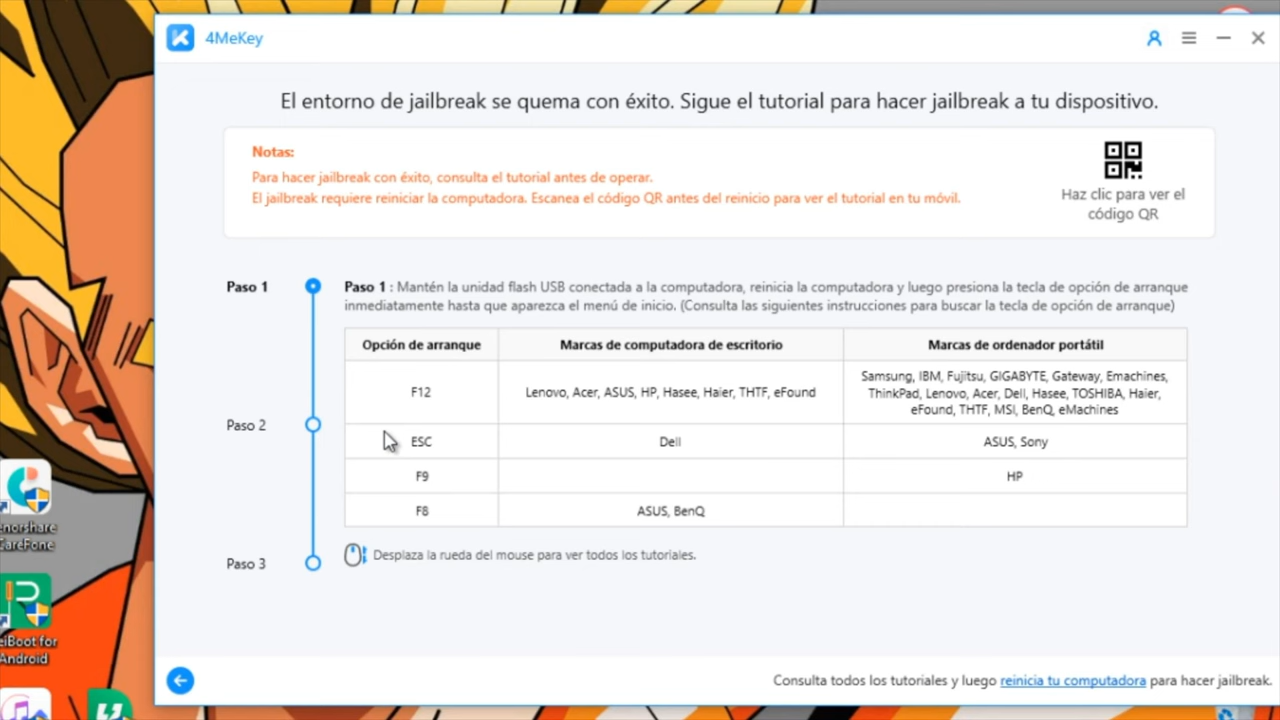 4MeKey
El entorno de jailbreak se quema con éxito. Sigue el tutorial para hacer jailbreak a tu dispositivo.
Notas:
Para hacer jailbreak con éxito, consulta el tutorial antes de operar.
El jailbreak requiere reiniciar la computadora. Escanea el código QR antes del reinicio para ver el tutorial en tu móvil.
Haz clic para ver el
código QR
Paso 1
Paso 1 : Mantén la unidad flash USB conectada a la computadora, reinicia la computadora y luego presiona la tecla de opción de arranque
inmediatamente hasta que aparezca el menú de inicio. (Consulta las siguientes instrucciones para buscar la tecla de opción de arranque)
Opción de arranque Marcas de computadora de escritorio Marcas de ordenador portátil
F12 Lenovo, Acer, ASUS, HP, Hasee, Haier, THTF, eFound
Samsung, IBM, Fujitsu, GIGABYTE, Gateway, Emachines,
ThinkPad, Lenovo, Acer, Dell, Hasee, TOSHIBA, Haier,
eFound, THTF, MSI, BenQ, eMachines
Paso 2
ESC Dell ASUS, Sony
F9 HP
F8 ASUS, BenQ
Desplaza la rueda del mouse para ver todos los tutoriales.
Paso 3
Consulta todos los tutoriales y luego reinicia tu computadora para hacer jailbreak.
enorshare
CareFone
eiBoot for
Android